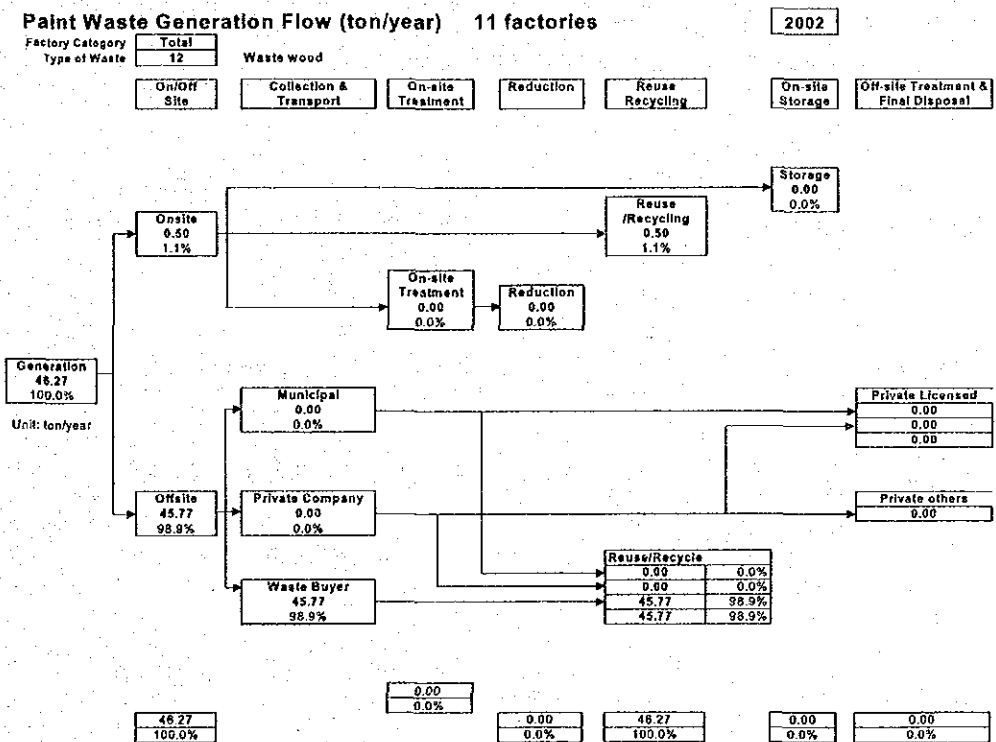 Paint Waste Generation Flow (ton/year) 11 factories 2002
Factory Category Total
Type of Waste 12 Waste wood
On/Off Site
Collection & Transport
On-site Treatment
Reduction
Reuse Recycling
On-site Storage
Off-site Treatment & Final Disposal
Storage
0.00
0.0%
Onsite
0.50
1.1%
Reuse
/Recycling
0.50
1.1%
On-site
Treatment
0.00
0.0%
Reduction
0.00
0.0%
Generation
46.27
100.0%
Unit: ton/year
Municipal
0.00
0.0%
Private Licensed
0.00
0.00
0.00
Offsite
45.77
98.9%
Private Company
0.00
0.0%
Private others
0.00
Waste Buyer
45.77
98.9%
Reuse/Recycle
0.00 0.0%
0.00 0.0%
45.77 98.9%
45.77 98.9%
0.00
0.0%
46.27
100.0%
0.00
0.0%
46.27
100.0%
0.00
0.0%
0.00
0.0%